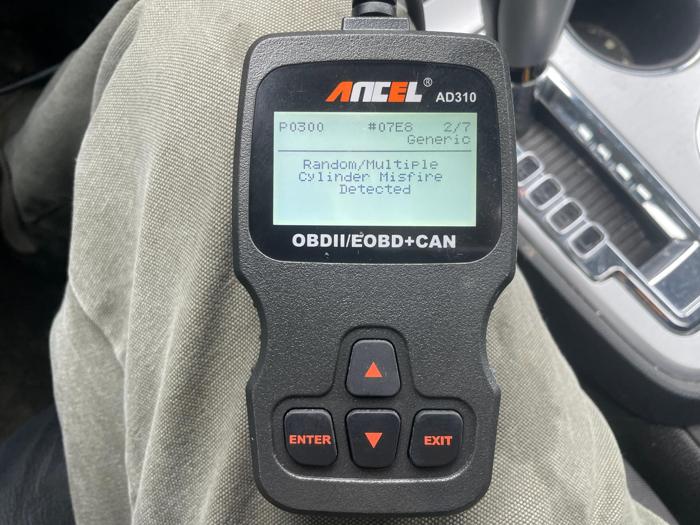 ANCEL® AD310
P0300 #07E8 2/7
Generic
Random/Multiple
Cylinder Misfire
Detected
OBDII/EOBD+CAN
ENTER
EXIT